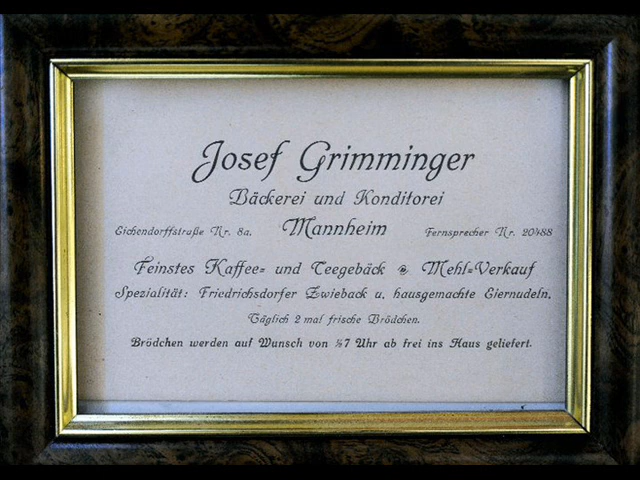 Josef Grimminger
Bäckerei und Konditorei
Eichendorffstraße Nr. 8a. Mannheim Fernsprecher Nr. 20488
Feinstes Kaffee= und Teegebäck Mehl=Verkauf
Spezialität: Friedrichsdorfer Zwieback u. hausgemachte Eiernudeln.
Täglich 2 mal frische Brödchen.
Brödchen werden auf Wunsch von ½7 Uhr ab frei ins Haus geliefert.